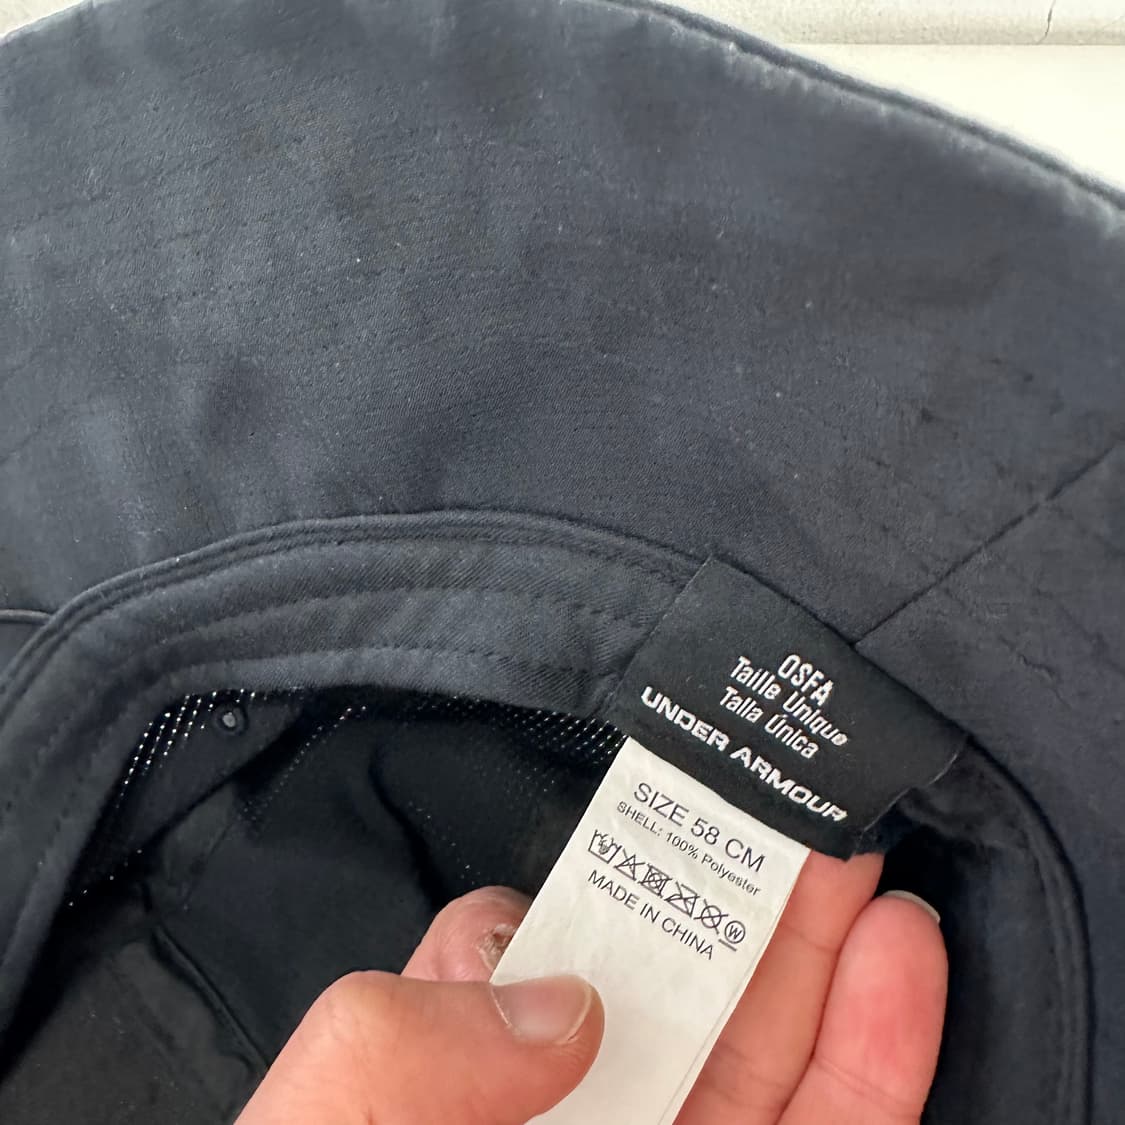 OSFA
Taille Unique
Talla Única
UNDER ARMOUR
SIZE 58 CM
SHELL: 100% Polyester
W
MADE IN CHINA